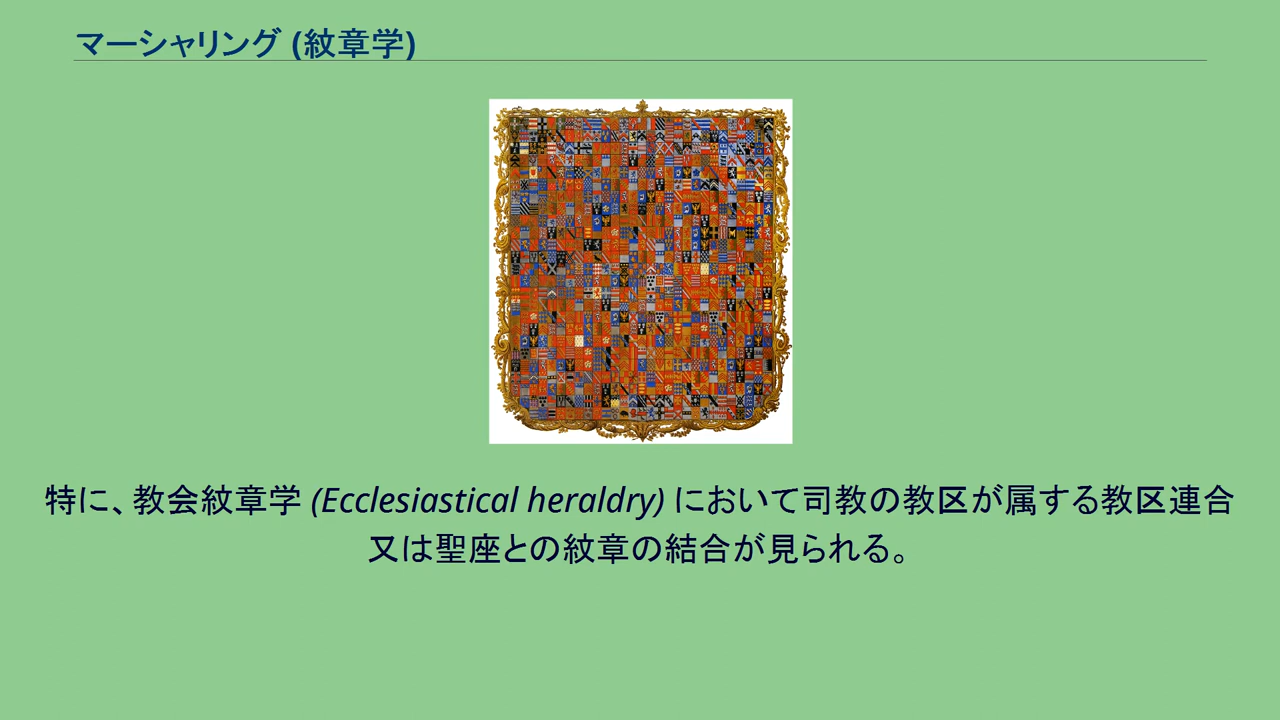 マーシャリング (紋章学)
特に、教会紋章学 (Ecclesiastical heraldry) において司教の教区が属する教区連合
又は聖座との紋章の結合が見られる。